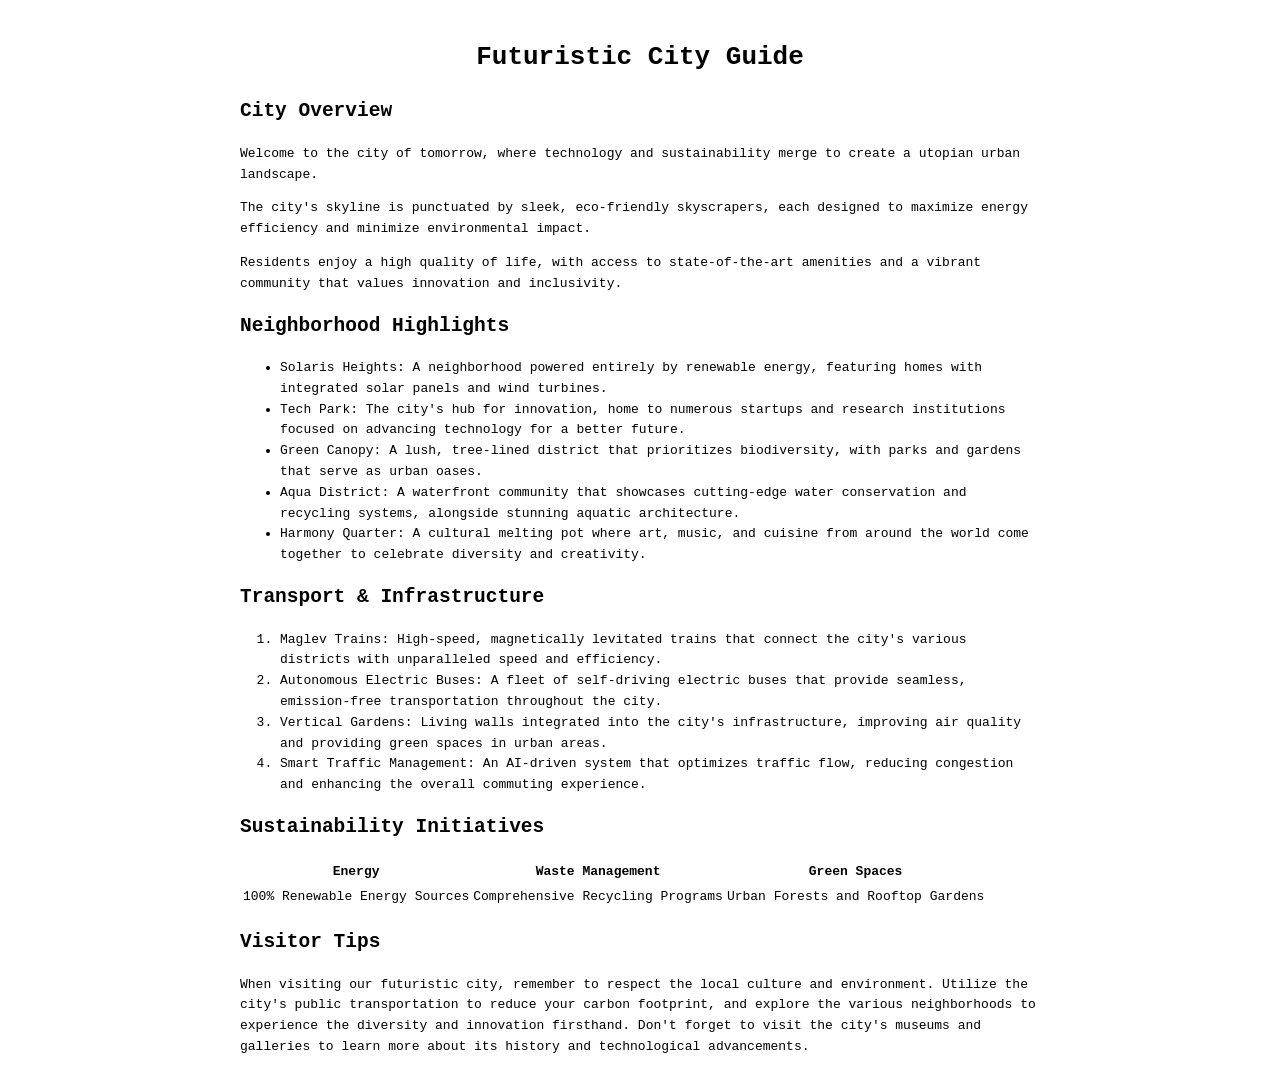 Futuristic City Guide
City Overview
Welcome to the city of tomorrow, where technology and sustainability merge to create a utopian urban
landscape.
The city's skyline is punctuated by sleek, eco-friendly skyscrapers, each designed to maximize energy
efficiency and minimize environmental impact.
Residents enjoy a high quality of life, with access to state-of-the-art amenities and a vibrant
community that values innovation and inclusivity.
Neighborhood Highlights
• Solaris Heights: A neighborhood powered entirely by renewable energy, featuring homes with
integrated solar panels and wind turbines.
• Tech Park: The city's hub for innovation, home to numerous startups and research institutions
focused on advancing technology for a better future.
• Green Canopy: A lush, tree-lined district that prioritizes biodiversity, with parks and gardens
that serve as urban oases.
• Aqua District: A waterfront community that showcases cutting-edge water conservation and
recycling systems, alongside stunning aquatic architecture.
• Harmony Quarter: A cultural melting pot where art, music, and cuisine from around the world come
together to celebrate diversity and creativity.
Transport & Infrastructure
1. Maglev Trains: High-speed, magnetically levitated trains that connect the city's various
districts with unparalleled speed and efficiency.
2. Autonomous Electric Buses: A fleet of self-driving electric buses that provide seamless,
emission-free transportation throughout the city.
3. Vertical Gardens: Living walls integrated into the city's infrastructure, improving air quality
and providing green spaces in urban areas.
4. Smart Traffic Management: An AI-driven system that optimizes traffic flow, reducing congestion
and enhancing the overall commuting experience.
Sustainability Initiatives
Energy Waste Management Green Spaces
100% Renewable Energy Sources Comprehensive Recycling Programs Urban Forests and Rooftop Gardens
Visitor Tips
When visiting our futuristic city, remember to respect the local culture and environment. Utilize the
city's public transportation to reduce your carbon footprint, and explore the various neighborhoods to
experience the diversity and innovation firsthand. Don't forget to visit the city's museums and
galleries to learn more about its history and technological advancements.